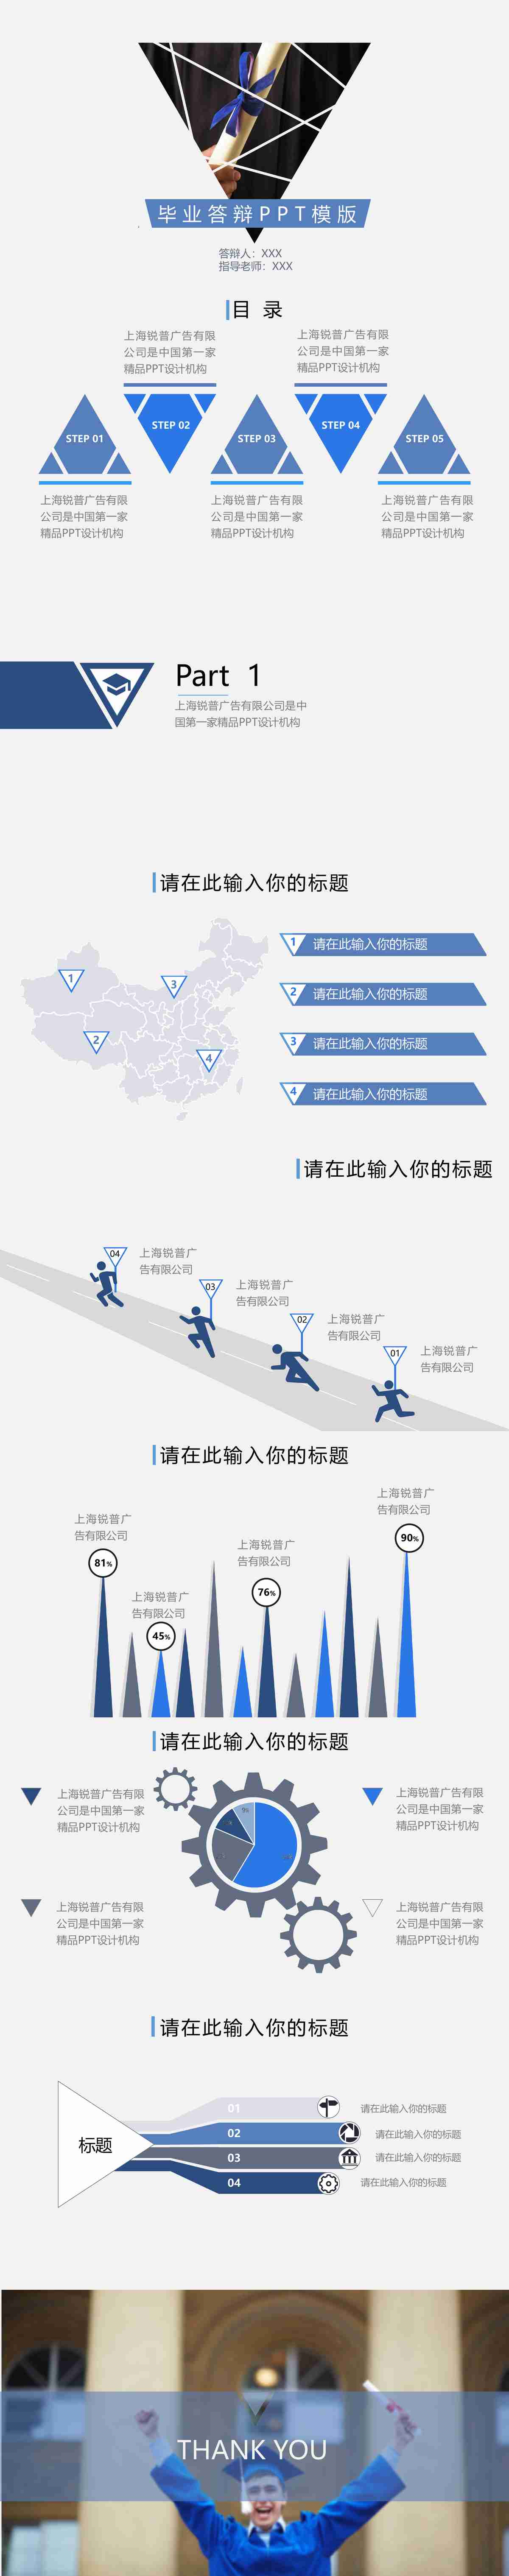 毕业答辩PPT模版
答辩人：XXX
指导老师：XXX
目 录
上海锐普广告有限
公司是中国第一家
精品PPT设计机构
上海锐普广告有限
公司是中国第一家
精品PPT设计机构
STEP 01
STEP 02
STEP 03
STEP 04
STEP 05
上海锐普广告有限
公司是中国第一家
精品PPT设计机构
上海锐普广告有限
公司是中国第一家
精品PPT设计机构
上海锐普广告有限
公司是中国第一家
精品PPT设计机构
Part 1
上海锐普广告有限公司是中
国第一家精品PPT设计机构
请在此输入你的标题
1
2
3
4
1 请在此输入你的标题
2 请在此输入你的标题
3 请在此输入你的标题
4 请在此输入你的标题
请在此输入你的标题
04
上海锐普广
告有限公司
03
上海锐普广
告有限公司
02
上海锐普广
告有限公司
01
上海锐普广
告有限公司
请在此输入你的标题
上海锐普广
告有限公司
81%
上海锐普广
告有限公司
45%
上海锐普广
告有限公司
76%
上海锐普广
告有限公司
90%
请在此输入你的标题
上海锐普广告有限
公司是中国第一家
精品PPT设计机构
上海锐普广告有限
公司是中国第一家
精品PPT设计机构
9%
上海锐普广告有限
公司是中国第一家
精品PPT设计机构
上海锐普广告有限
公司是中国第一家
精品PPT设计机构
请在此输入你的标题
标题
01
请在此输入你的标题
02
请在此输入你的标题
03
请在此输入你的标题
04
请在此输入你的标题
THANK YOU